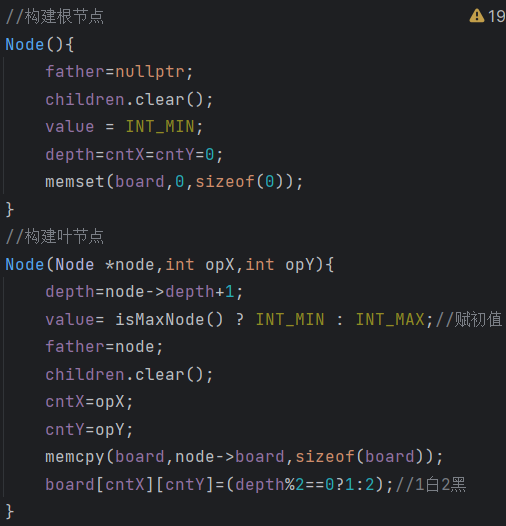 //构建根节点
19
Node(){
    father=nullptr;
    children.clear();
    value = INT_MIN;
    depth=cntX=cntY=0;
    memset(board,0,sizeof(0));
}
//构建叶节点
Node(Node *node,int opX,int opY){
    depth=node->depth+1;
    value= isMaxNode() ? INT_MIN : INT_MAX;//赋初值
    father=node;
    children.clear();
    cntX=opX;
    cntY=opY;
    memcpy(board,node->board,sizeof(board));
    board[cntX][cntY]=(depth%2==0?1:2);//1白2黑
}